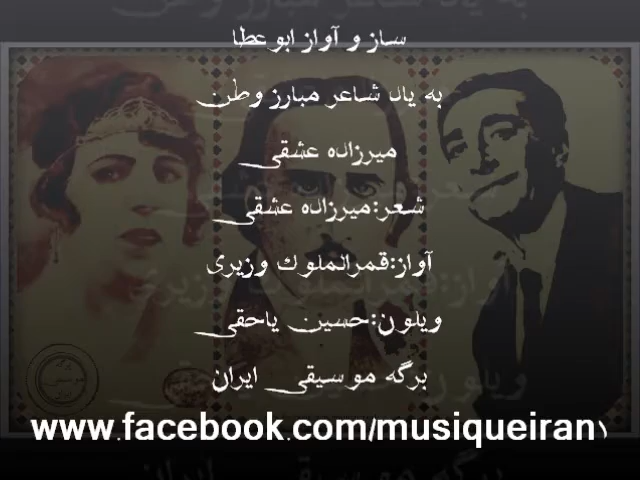 ساز و آواز ابوعطا
به یاد شاعر مبارز وطن
میرزاده عشقی
شعر:میرزاده عشقی
آواز:قمرالملوک وزیری
ویلون:حسین یاحقی
برگه موسیقی ایران
www.facebook.com/musiqueiran1